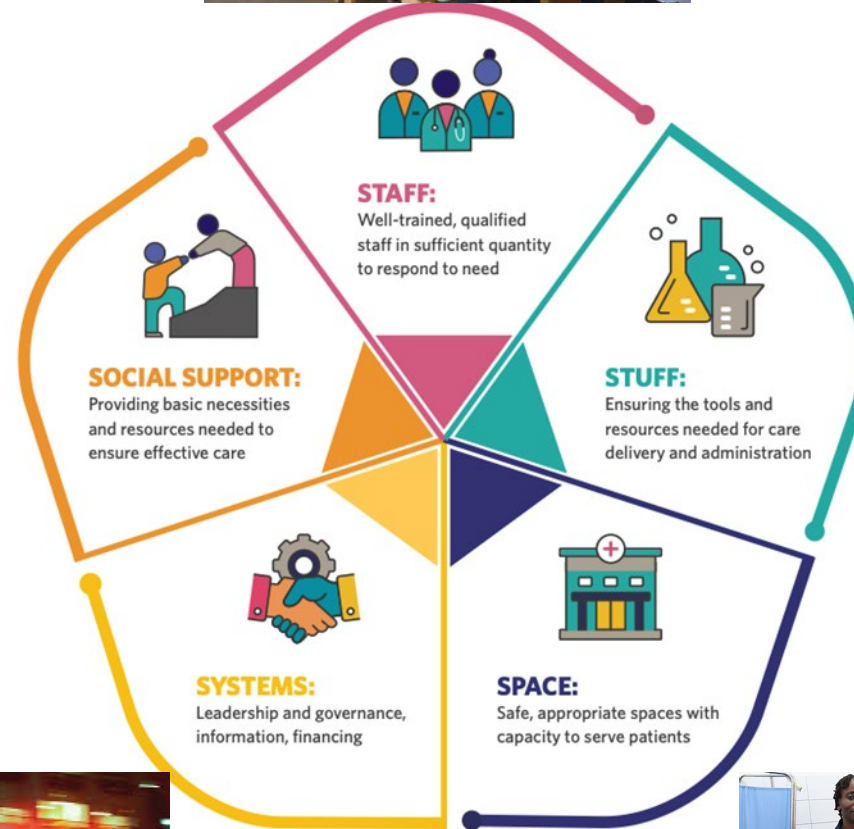 STAFF:
Well-trained, qualified
staff in sufficient quantity
to respond to need
SOCIAL SUPPORT:
Providing basic necessities
and resources needed to
ensure effective care
STUFF:
Ensuring the tools and
resources needed for care
delivery and administration
SYSTEMS:
Leadership and governance,
information, financing
SPACE:
Safe, appropriate spaces with
capacity to serve patients